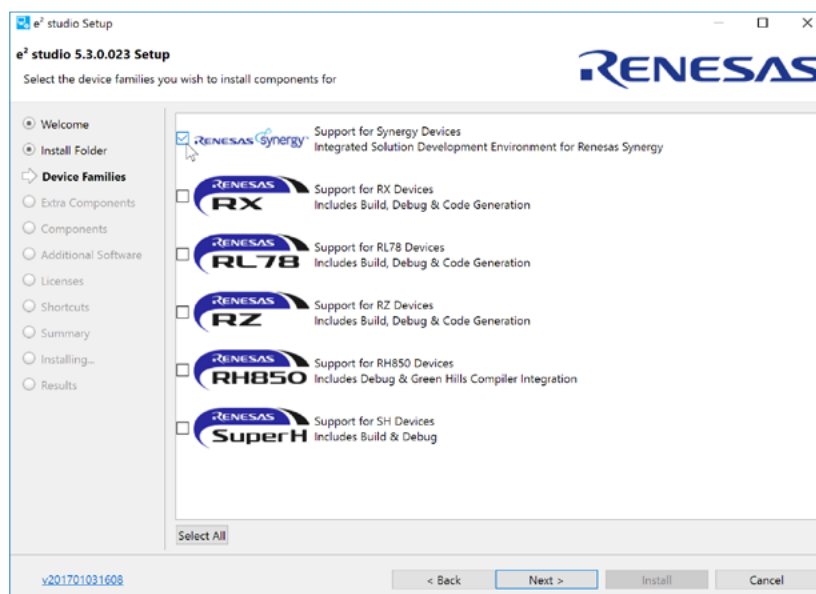 e² studio Setup
e² studio 5.3.0.023 Setup
Select the device families you wish to install components for
RENESAS
Welcome
Install Folder
Device Families
Extra Components
Components
Additional Software
Licenses
Shortcuts
Summary
Installing...
Results
RENESAS synergy™
Support for Synergy Devices
Integrated Solution Development Environment for Renesas Synergy
RENESAS
RX
Support for RX Devices
Includes Build, Debug & Code Generation
RENESAS
RL78
Support for RL78 Devices
Includes Build, Debug & Code Generation
RENESAS
RZ
Support for RZ Devices
Includes Build, Debug & Code Generation
RENESAS
RH850
Support for RH850 Devices
Includes Debug & Green Hills Compiler Integration
RENESAS
SuperH
Support for SH Devices
Includes Build & Debug
Select All
v201701031608
< Back
Next >
Install
Cancel